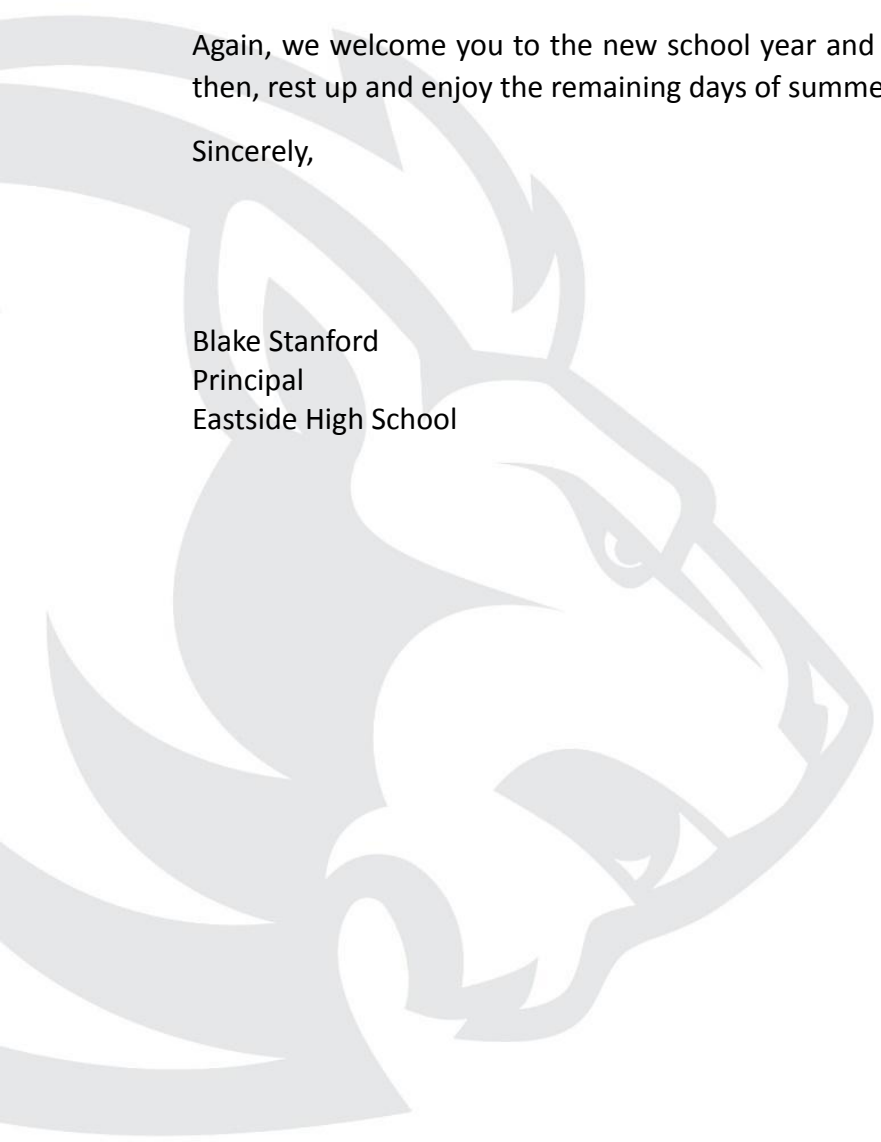 Again, we welcome you to the new school year and
then, rest up and enjoy the remaining days of
Sincerely,
Blake Stanford
Principal
Eastside High School